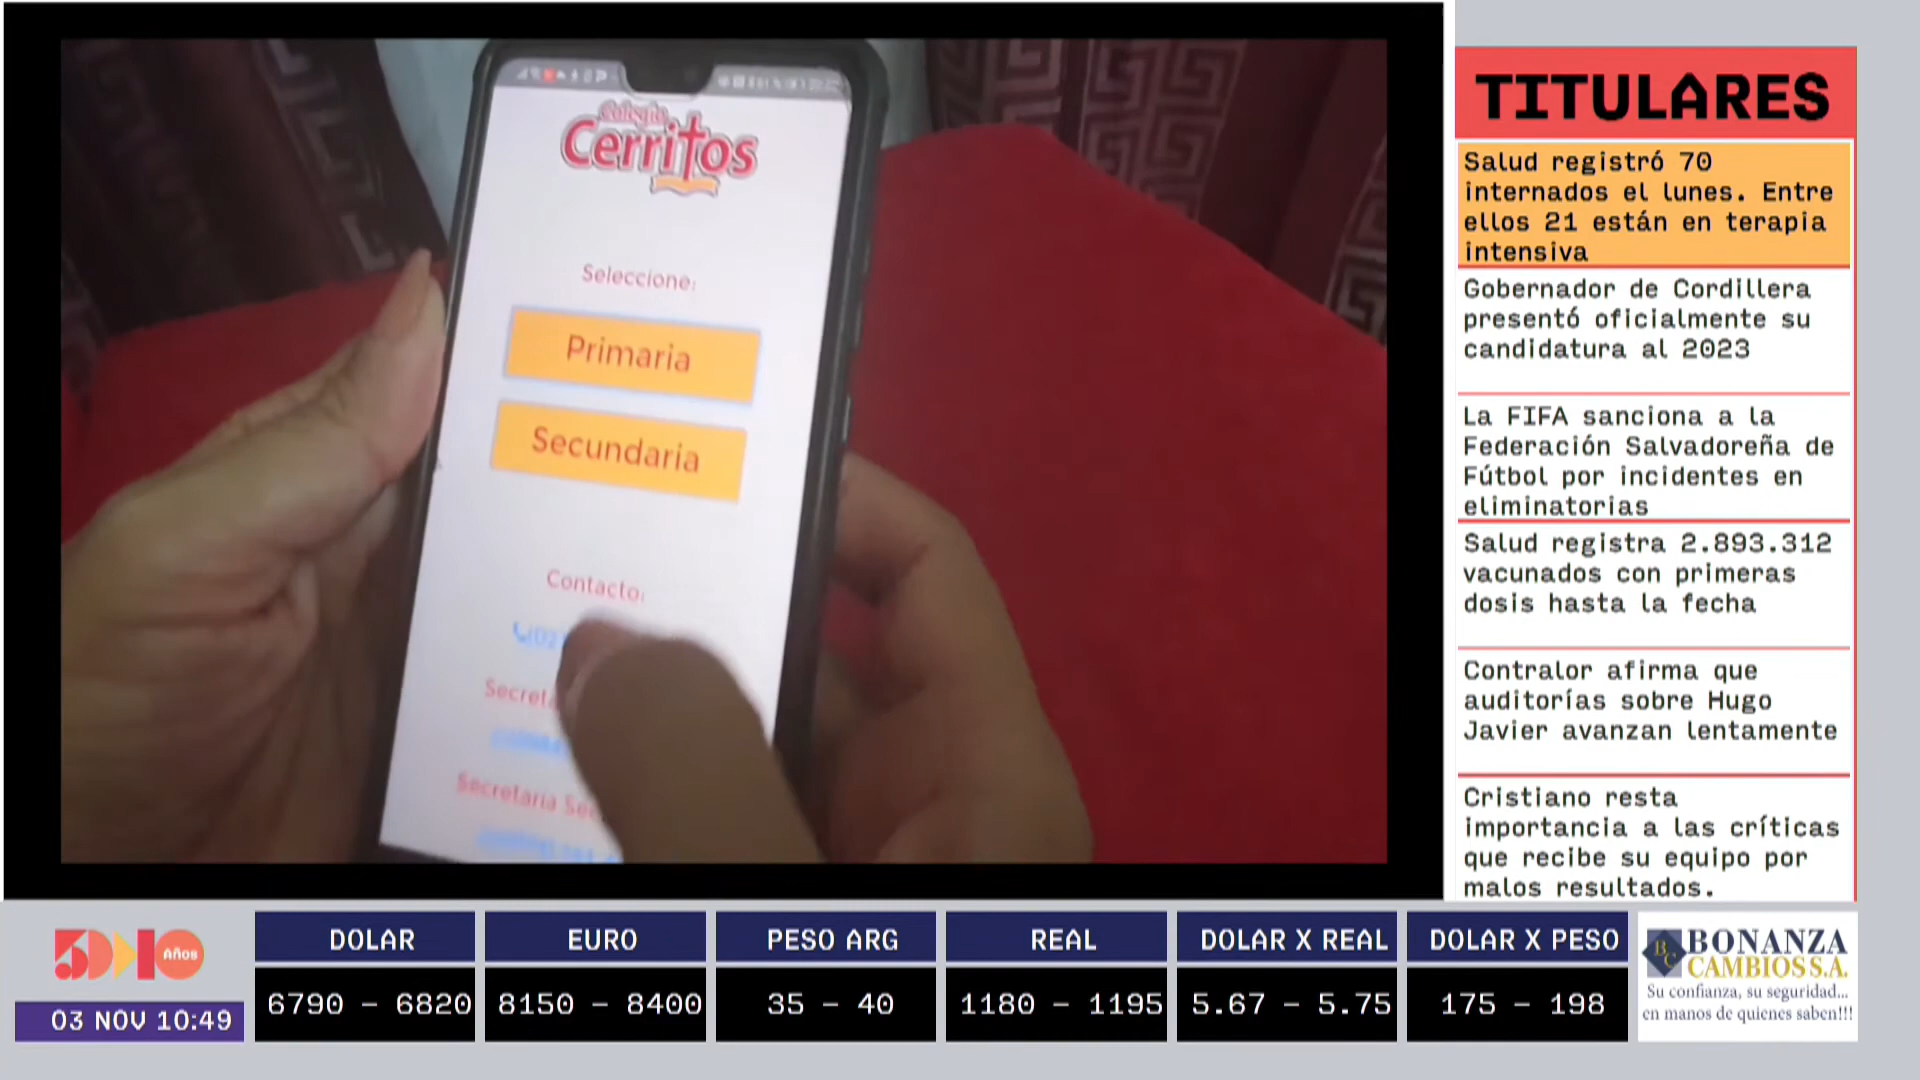 Colegio
Cerritos
Seleccione:
Primaria
Secundaria
Contacto:
Secretaría
TITULARES
Salud registró 70
internados el lunes. Entre
ellos 21 están en terapia
intensiva
Gobernador de Cordillera
presentó oficialmente su
candidatura al 2023
La FIFA sanciona a la
Federación Salvadoreña de
Fútbol por incidentes en
eliminatorias
Salud registra 2.893.312
vacunados con primeras
dosis hasta la fecha
Contralor afirma que
auditorías sobre Hugo
Javier avanzan lentamente
Cristiano resta
importancia a las críticas
que recibe su equipo por
malos resultados.
Años
03 NOV 10:49
DOLAR
6790 - 6820
EURO
8150 - 8400
PESO ARG
35 - 40
REAL
1180 - 1195
DOLAR X REAL
5.67 - 5.75
DOLAR X PESO
175 - 198
BC
BONANZA
CAMBIOS S.A.
Su confianza, su seguridad...
en manos de quienes saben!!!